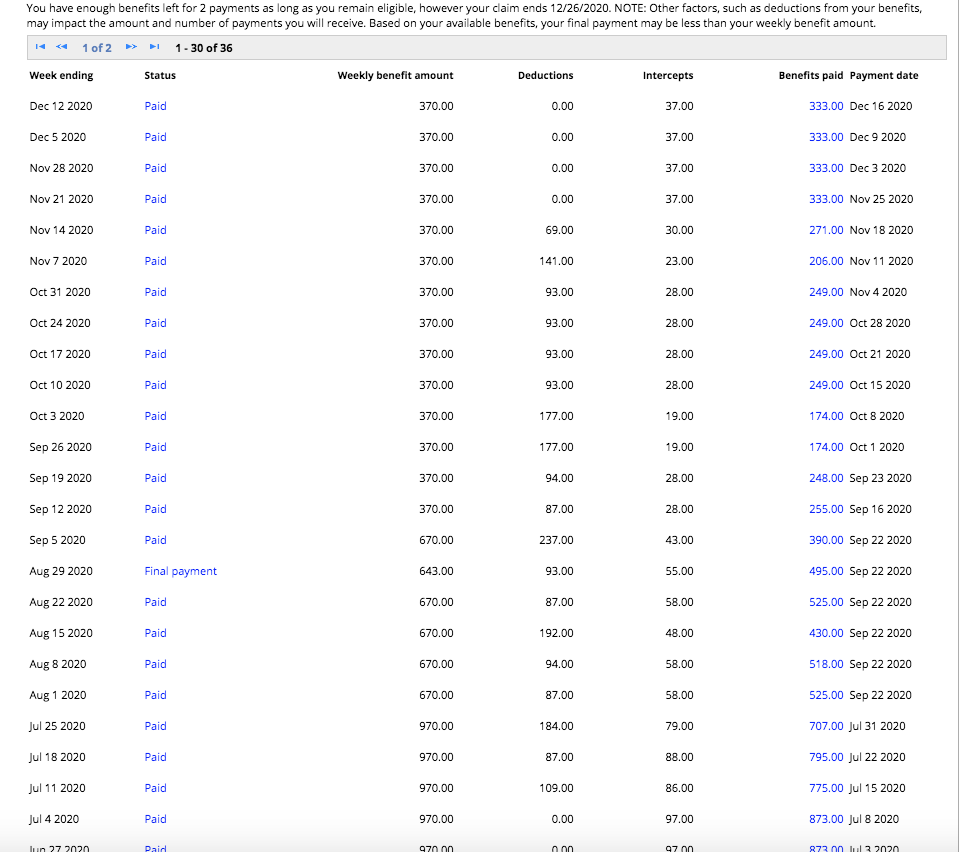 You have enough benefits left for 2 payments as long as you remain eligible, however your claim ends 12/26/2020. NOTE: Other factors, such as deductions from your benefits,
may impact the amount and number of payments you will receive. Based on your available benefits, your final payment may be less than your weekly benefit amount.
1 of 2 1 - 30 of 36
Week ending Status Weekly benefit amount Deductions Intercepts Benefits paid Payment date
Dec 12 2020 Paid 370.00 0.00 37.00 333.00 Dec 16 2020
Dec 5 2020 Paid 370.00 0.00 37.00 333.00 Dec 9 2020
Nov 28 2020 Paid 370.00 0.00 37.00 333.00 Dec 3 2020
Nov 21 2020 Paid 370.00 0.00 37.00 333.00 Nov 25 2020
Nov 14 2020 Paid 370.00 69.00 30.00 271.00 Nov 18 2020
Nov 7 2020 Paid 370.00 141.00 23.00 206.00 Nov 11 2020
Oct 31 2020 Paid 370.00 93.00 28.00 249.00 Nov 4 2020
Oct 24 2020 Paid 370.00 93.00 28.00 249.00 Oct 28 2020
Oct 17 2020 Paid 370.00 93.00 28.00 249.00 Oct 21 2020
Oct 10 2020 Paid 370.00 93.00 28.00 249.00 Oct 15 2020
Oct 3 2020 Paid 370.00 177.00 19.00 174.00 Oct 8 2020
Sep 26 2020 Paid 370.00 177.00 19.00 174.00 Oct 1 2020
Sep 19 2020 Paid 370.00 94.00 28.00 248.00 Sep 23 2020
Sep 12 2020 Paid 370.00 87.00 28.00 255.00 Sep 16 2020
Sep 5 2020 Paid 670.00 237.00 43.00 390.00 Sep 22 2020
Aug 29 2020 Final payment 643.00 93.00 55.00 495.00 Sep 22 2020
Aug 22 2020 Paid 670.00 87.00 58.00 525.00 Sep 22 2020
Aug 15 2020 Paid 670.00 192.00 48.00 430.00 Sep 22 2020
Aug 8 2020 Paid 670.00 94.00 58.00 518.00 Sep 22 2020
Aug 1 2020 Paid 670.00 87.00 58.00 525.00 Sep 22 2020
Jul 25 2020 Paid 970.00 184.00 79.00 707.00 Jul 31 2020
Jul 18 2020 Paid 970.00 87.00 88.00 795.00 Jul 22 2020
Jul 11 2020 Paid 970.00 109.00 86.00 775.00 Jul 15 2020
Jul 4 2020 Paid 970.00 0.00 97.00 873.00 Jul 8 2020
Jun 27 2020 Paid 970.00 0.00 97.00 873.00 Jul 3 2020